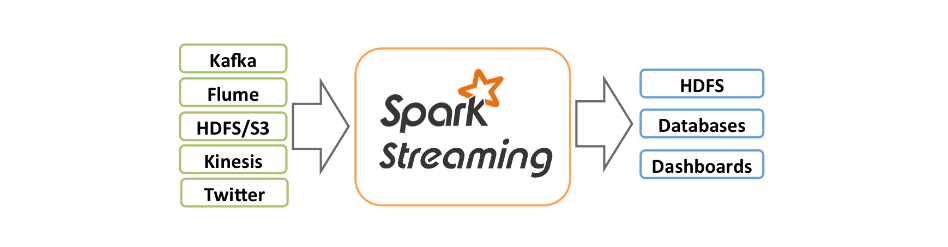 Kafka
Flume
HDFS/S3
Kinesis
Twitter
Spark
Streaming
HDFS
Databases
Dashboards